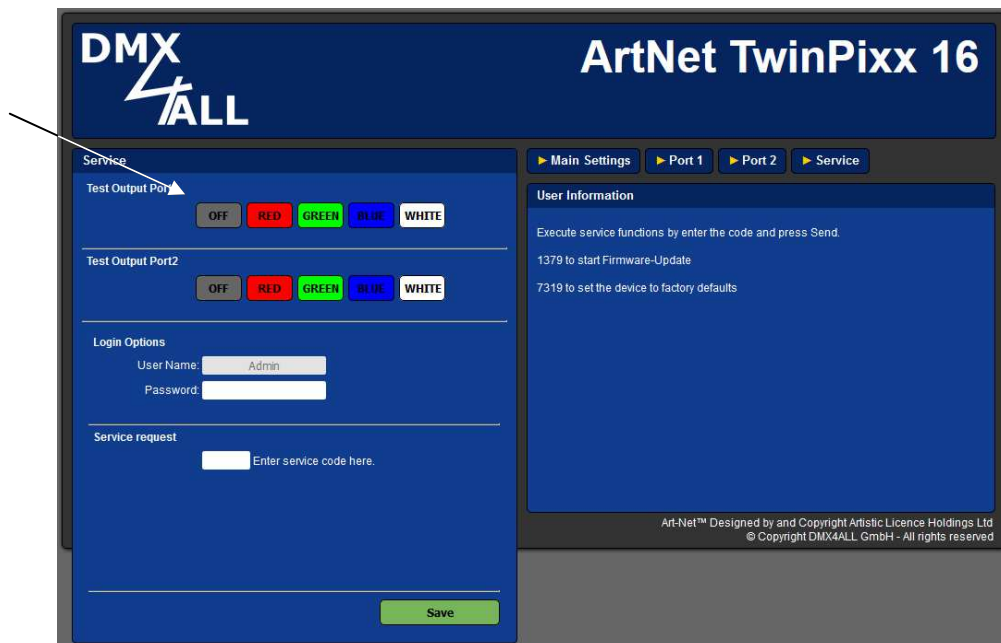 DMX
4ALL
ArtNet TwinPixx 16
Service
Main Settings
Port 1
Port 2
Service
Test Output Port
OFF
RED
GREEN
BLUE
WHITE
Test Output Port2
OFF
RED
GREEN
BLUE
WHITE
Login Options
User Name: Admin
Password:
Service request
Enter service code here.
Save
User Information
Execute service functions by enter the code and press Send.
1379 to start Firmware-Update
7319 to set the device to factory defaults
Art-Net™ Designed by and Copyright Artistic Licence Holdings Ltd
© Copyright DMX4ALL GmbH - All rights reserved